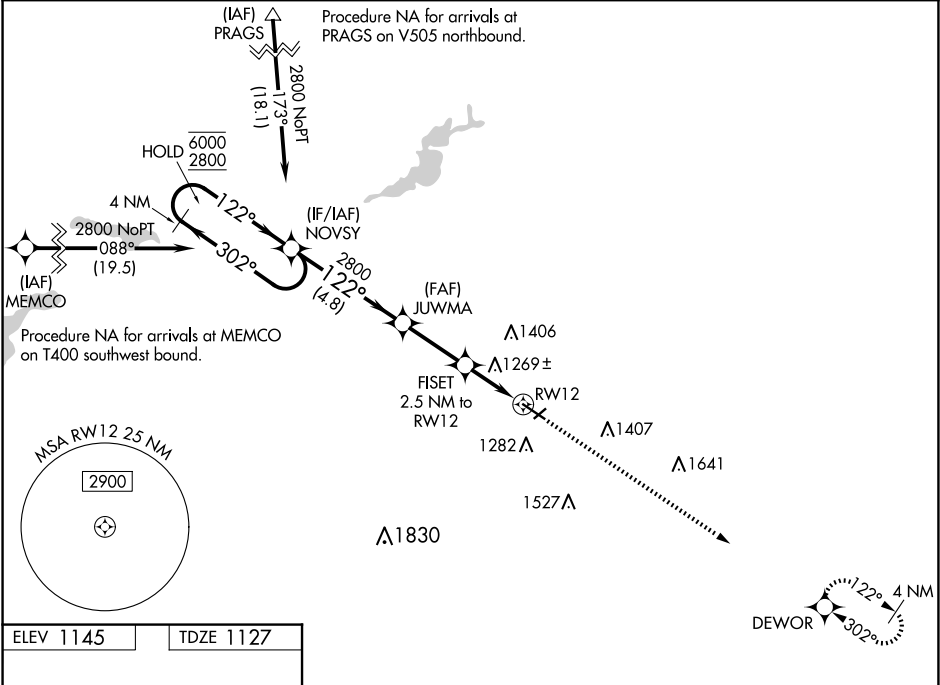 (IAF)
PRAGS
Procedure NA for arrivals at
PRAGS on V505 northbound.
2800 NoPT
173°
(18.1)
HOLD
6000
2800
4 NM
122°
302°
(IF/IAF)
NOVSY
2800 NoPT
088°
(19.5)
(IAF)
MEMCO
2800
122°
(4.8)
(FAF)
JUWMA
Procedure NA for arrivals at MEMCO
on T400 southwest bound.
1406
1269±
FISET
2.5 NM to
RW12
RW12
1407
1282
1641
MSA RW12 25 NM
2900
1527
1830
122°
4 NM
302°
DEWOR
ELEV 1145
TDZE 1127